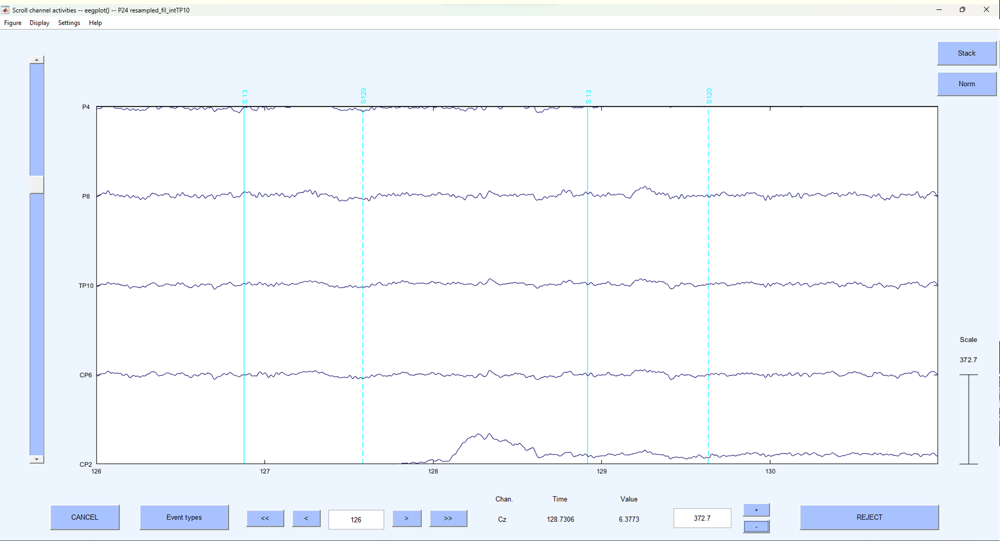 Scroll channel activities -- eegplot() -- P24 resampled_fil_intTP10
Figure Display Settings Help
Stack
Norm
S 13
S120
S 13
S120
P4
P8
TP10
CP6
CP2
126 127 128 129 130
Scale
372.7
Chan. Time Value
Cz 128.7306 6.3773
CANCEL
Event types
<<
<
126
>
>>
372.7
+
-
REJECT